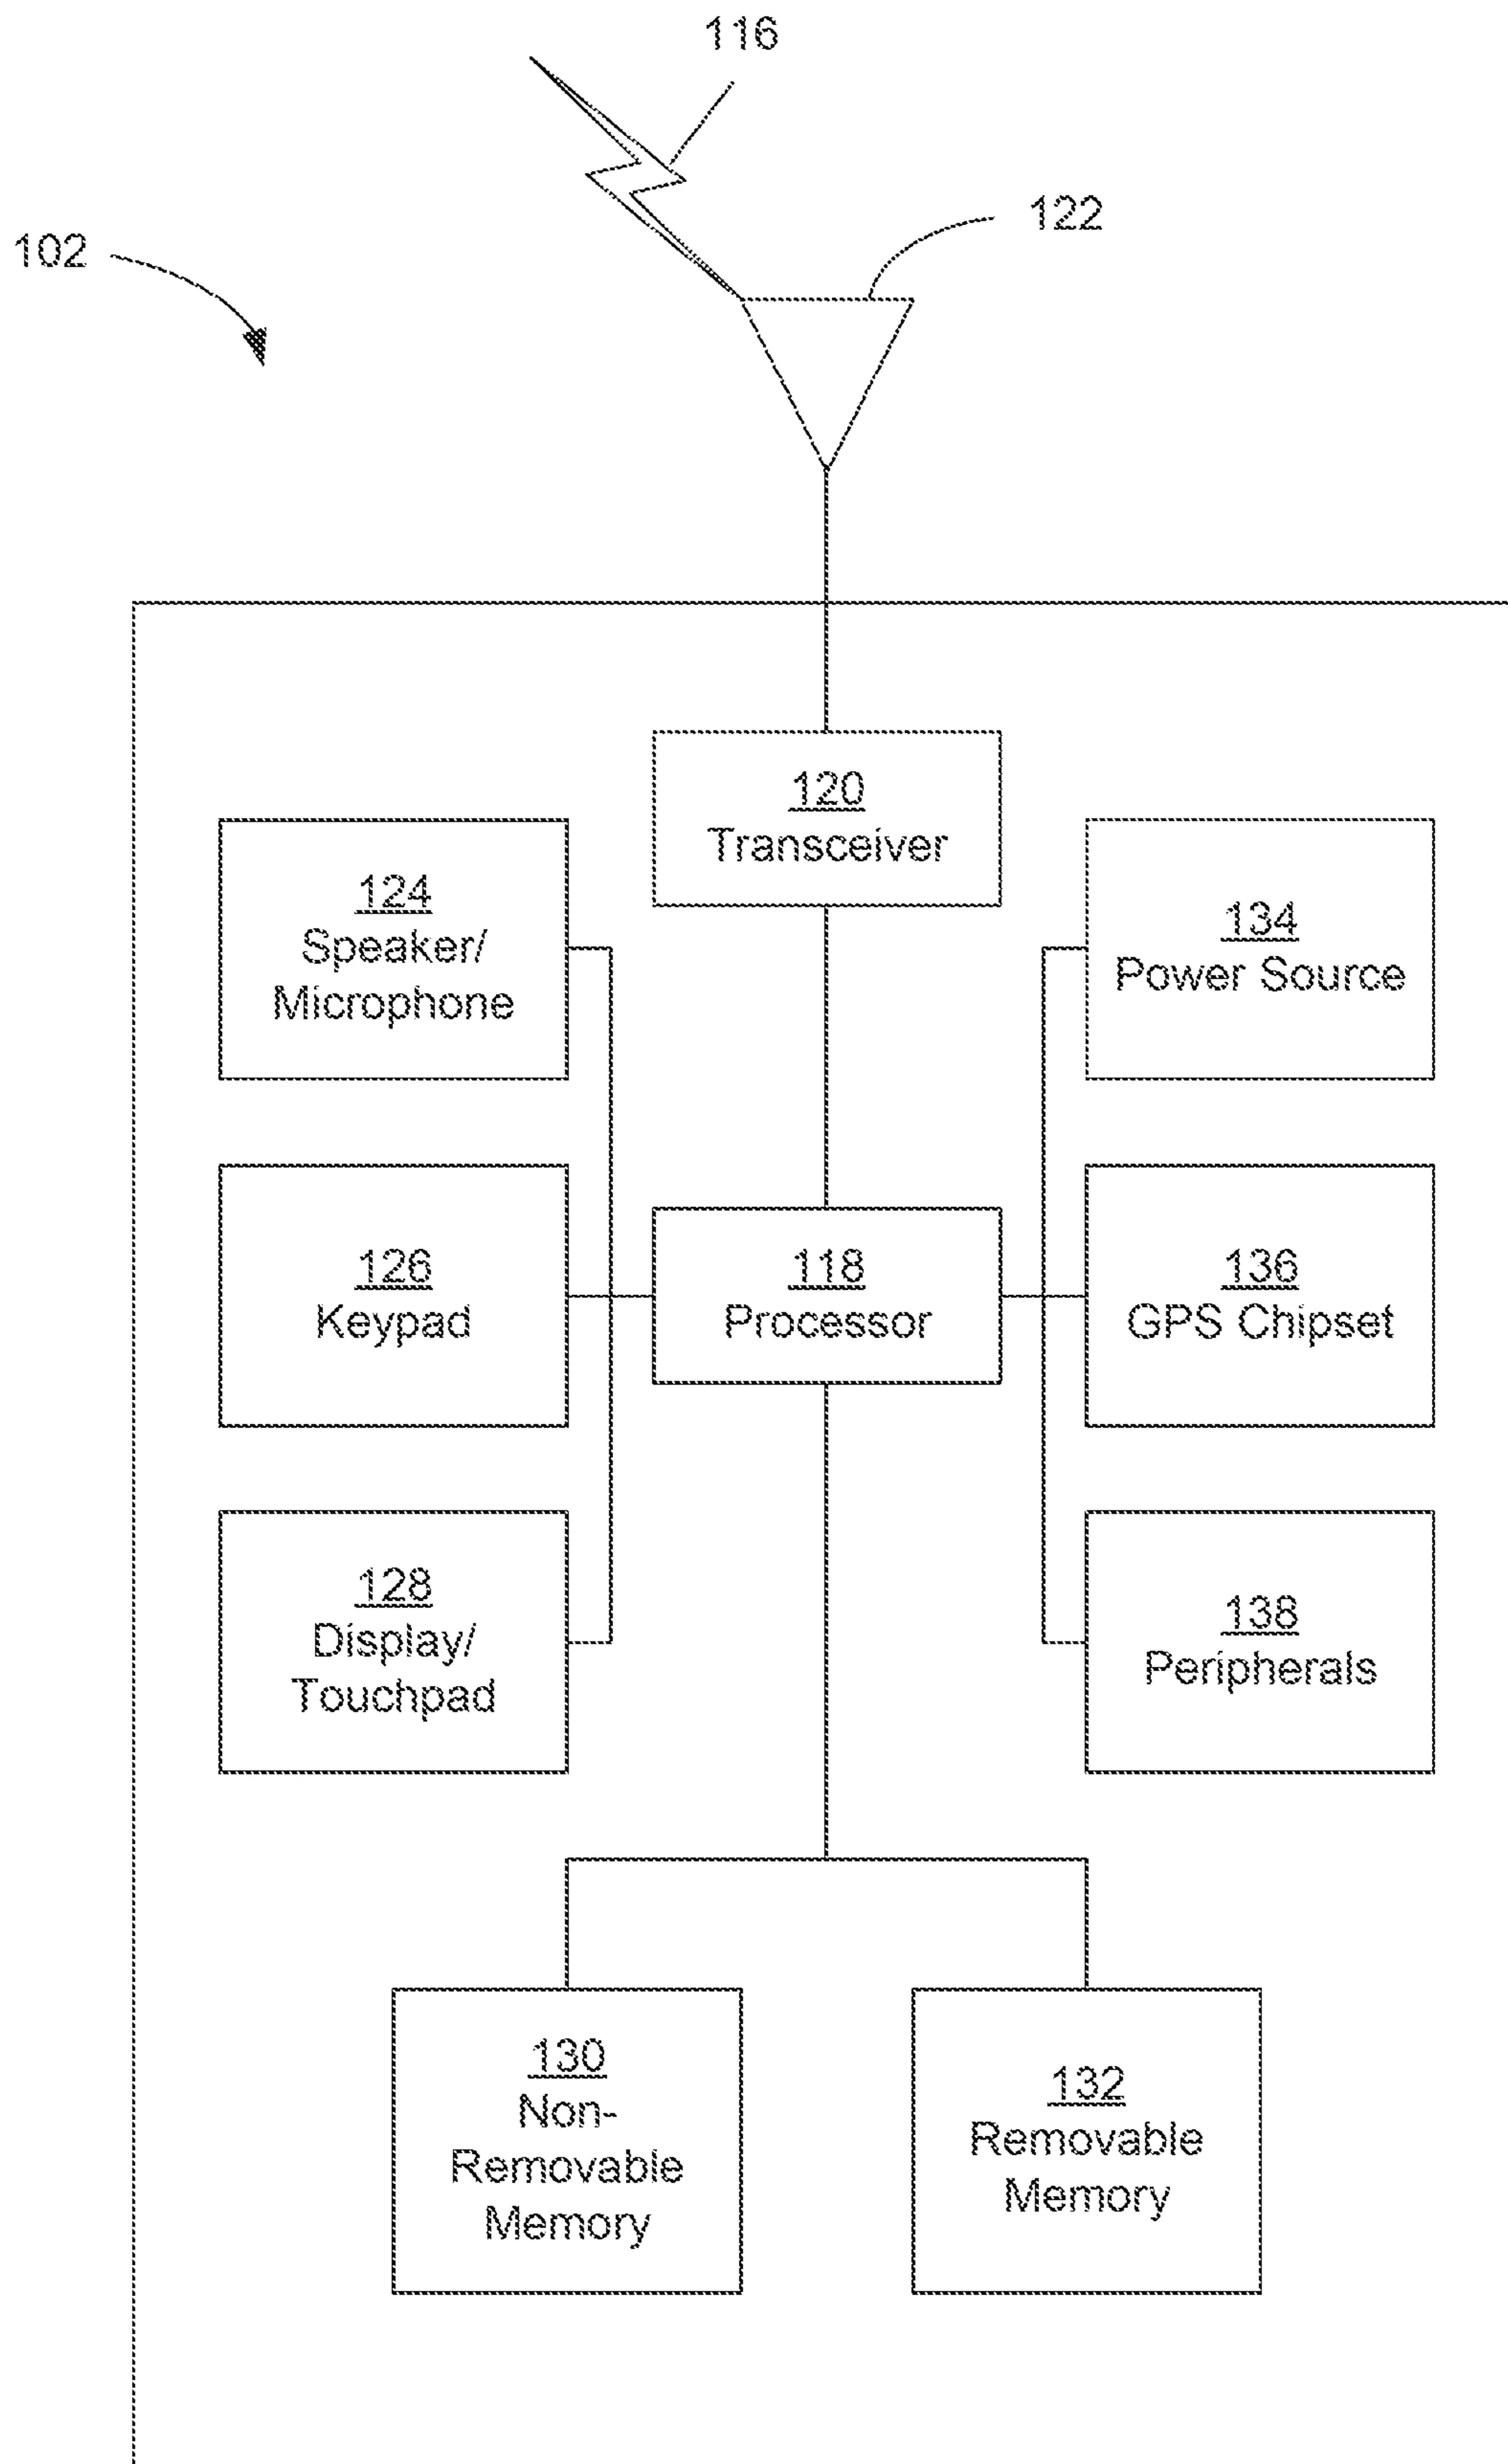 116
122
102
120
Transceiver
124
Speaker/
Microphone
134
Power Source
126
Keypad
118
Processor
136
GPS Chipset
128
Display/
Touchpad
138
Peripherals
130
Non-
Removable
Memory
132
Removable
Memory